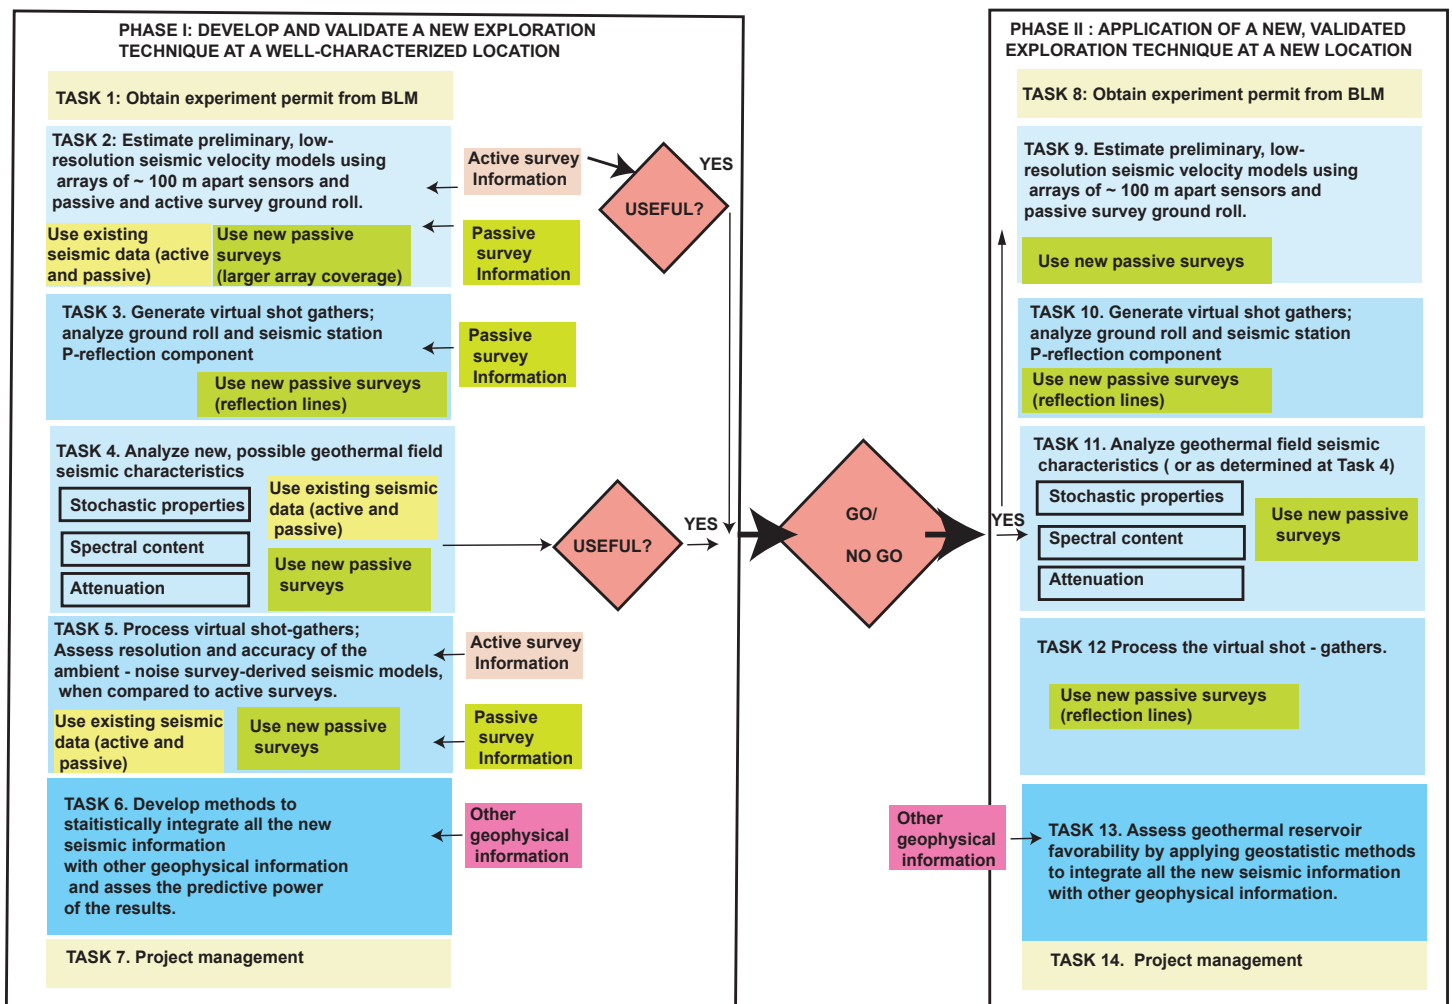 PHASE I: DEVELOP AND VALIDATE A NEW EXPLORATION
TECHNIQUE AT A WELL-CHARACTERIZED LOCATION
TASK 1: Obtain experiment permit from BLM
TASK 2: Estimate preliminary, low-
resolution seismic velocity models using
arrays of ~ 100 m apart sensors and
passive and active survey ground roll.
Use existing
seismic data (active
and passive)
Use new passive
surveys
(larger array coverage)
Active survey
Information
Passive
survey
Information
USEFUL?
YES
TASK 3. Generate virtual shot gathers;
analyze ground roll and seismic station
P-reflection component
Use new passive surveys
(reflection lines)
Passive
survey
Information
TASK 4. Analyze new, possible geothermal field
seismic characteristics
Stochastic properties
Spectral content
Attenuation
Use existing seismic
data (active and
passive)
Use new passive
surveys
USEFUL?
YES
TASK 5. Process virtual shot-gathers;
Assess resolution and accuracy of the
ambient - noise survey-derived seismic models,
when compared to active surveys.
Use existing seismic
data (active and
passive)
Use new passive
surveys
Active survey
Information
Passive
survey
Information
TASK 6. Develop methods to
staitistically integrate all the new
seismic information
with other geophysical information
and asses the predictive power
of the results.
Other
geophysical
information
TASK 7. Project management
GO/
NO GO
PHASE II : APPLICATION OF A NEW, VALIDATED
EXPLORATION TECHNIQUE AT A NEW LOCATION
TASK 8: Obtain experiment permit from BLM
TASK 9. Estimate preliminary, low-
resolution seismic velocity models using
arrays of ~ 100 m apart sensors and
passive survey ground roll.
Use new passive surveys
TASK 10. Generate virtual shot gathers;
analyze ground roll and seismic station
P-reflection component
Use new passive surveys
(reflection lines)
YES
TASK 11. Analyze geothermal field seismic
characteristics ( or as determined at Task 4)
Stochastic properties
Spectral content
Attenuation
Use new passive
surveys
TASK 12 Process the virtual shot - gathers.
Use new passive surveys
(reflection lines)
Other
geophysical
information
TASK 13. Assess geothermal reservoir
favorability by applying geostatistic methods
to integrate all the new seismic information
with other geophysical information.
TASK 14. Project management